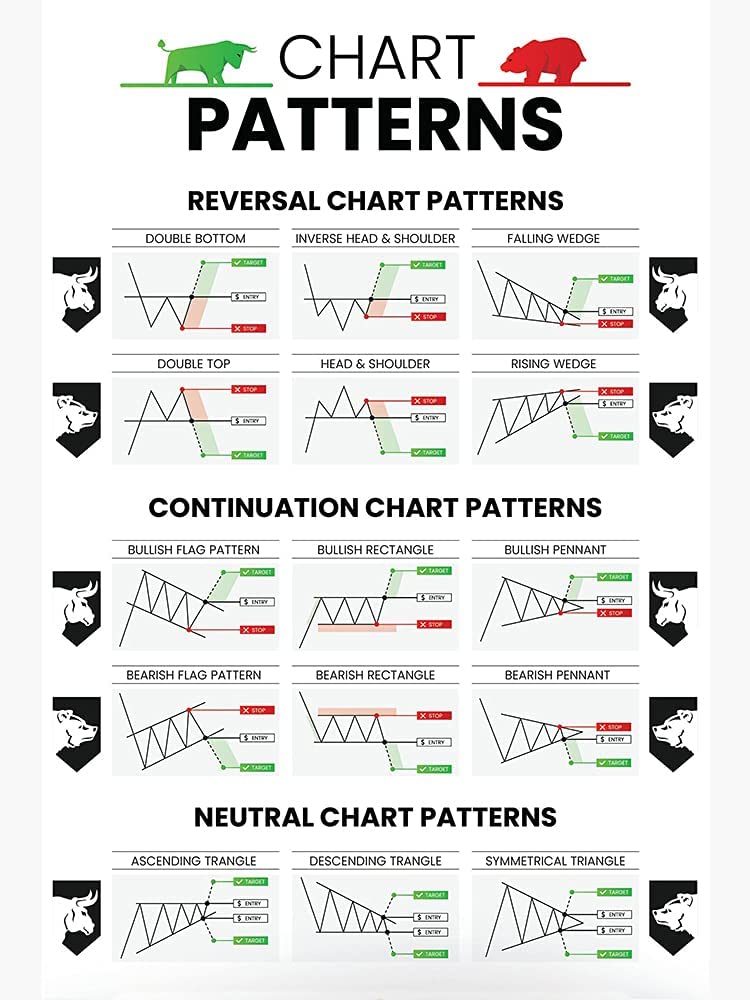 CHART
PATTERNS
REVERSAL CHART PATTERNS
DOUBLE BOTTOM
✓ TARGET
$ ENTRY
X STOP
INVERSE HEAD & SHOULDER
✓ TARGET
$ ENTRY
X STOP
FALLING WEDGE
✓ TARGET
$ ENTRY
X STOP
DOUBLE TOP
X STOP
$ ENTRY
✓ TARGET
HEAD & SHOULDER
X STOP
$ ENTRY
✓ TARGET
RISING WEDGE
X STOP
$ ENTRY
✓ TARGET
CONTINUATION CHART PATTERNS
BULLISH FLAG PATTERN
✓ TARGET
$ ENTRY
X STOP
BULLISH RECTANGLE
✓ TARGET
$ ENTRY
X STOP
BULLISH PENNANT
✓ TARGET
$ ENTRY
X STOP
BEARISH FLAG PATTERN
X STOP
$ ENTRY
✓ TARGET
BEARISH RECTANGLE
X STOP
$ ENTRY
✓ TARGET
BEARISH PENNANT
X STOP
$ ENTRY
✓ TARGET
NEUTRAL CHART PATTERNS
ASCENDING TRANGLE
✓ TARGET
$ ENTRY
$ ENTRY
✓ TARGET
DESCENDING TRANGLE
✓ TARGET
$ ENTRY
$ ENTRY
✓ TARGET
SYMMETRICAL TRIANGLE
✓ TARGET
$ ENTRY
$ ENTRY
✓ TARGET